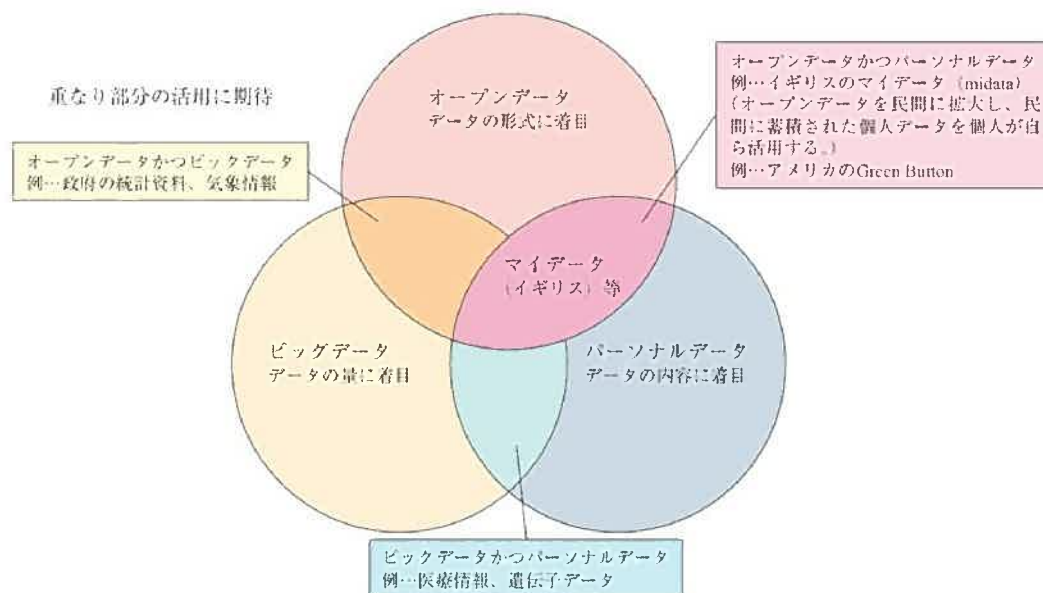 重なり部分の活用に期待
オープンデータ
データの形式に着目
オープンデータかつパーソナルデータ
例…イギリスのマイデータ（midata）
（オープンデータを民間に拡大し、民
間に蓄積された個人データを個人が自
ら活用する。）
例…アメリカのGreen Button
オープンデータかつビックデータ
例…政府の統計資料、気象情報
マイデータ
（イギリス）等
ビッグデータ
データの量に着目
パーソナルデータ
データの内容に着目
ビックデータかつパーソナルデータ
例…医療情報、遺伝子データ